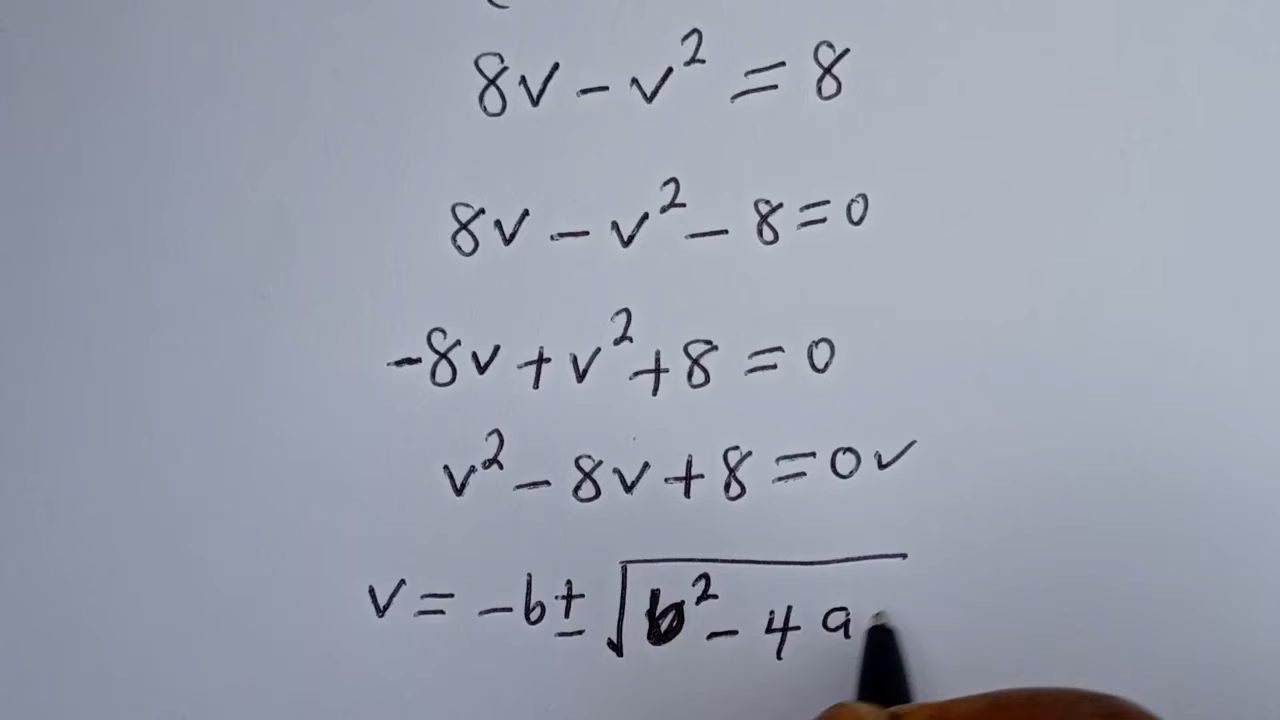 8v - v² = 8
8v - v² - 8 = 0
-8v + v² + 8 = 0
v² - 8v + 8 = 0 ✓
v = -b ± √b² - 4a